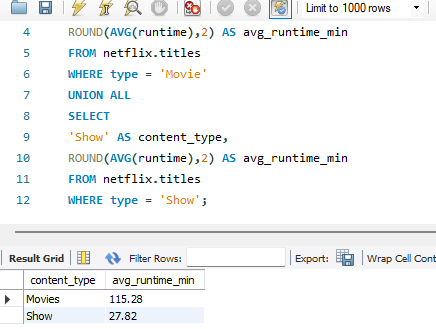 Limit to 1000 rows
4 ROUND(AVG(runtime),2) AS avg_runtime_min
5 FROM netflix.titles
6 WHERE type = 'Movie'
7 UNION ALL
8 SELECT
9 'Show' AS content_type,
10 ROUND(AVG(runtime),2) AS avg_runtime_min
11 FROM netflix.titles
12 WHERE type = 'Show';
Result Grid Filter Rows: Export: Wrap Cell Cont
content_type avg_runtime_min
Movies 115.28
Show 27.82